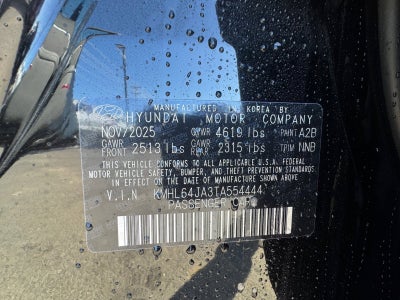 MANUFACTURED IN KOREA BY
HYUNDAI MOTOR COMPANY
NOV/2025 GVWR 4619 lbs PAINT A2B
GAWR FRONT 2513 lbs GAWR REAR 2315 lbs TRIM NNB
THIS VEHICLE CONFORMS TO ALL APPLICABLE U.S.A. FEDERAL
MOTOR VEHICLE SAFETY, BUMPER, AND THEFT PREVENTION STANDARDS
IN EFFECT ON THE DATE OF MANUFACTURE SHOWN ABOVE.
V.I.N KMHL64JA3TA554444
PASSENGER CAR